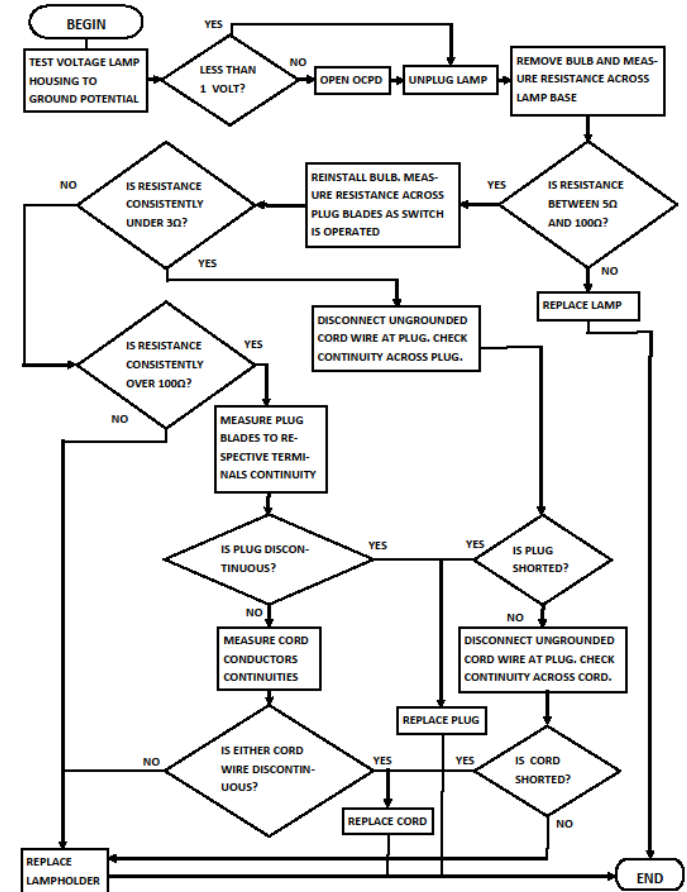 BEGIN
TEST VOLTAGE LAMP
HOUSING TO
GROUND POTENTIAL
YES
LESS THAN
1 VOLT?
NO
OPEN OCPD
UNPLUG LAMP
REMOVE BULB AND MEAS-
URE RESISTANCE ACROSS
LAMP BASE
IS RESISTANCE
BETWEEN 5Ω
AND 100Ω?
YES
NO
REPLACE LAMP
REINSTALL BULB. MEAS-
URE RESISTANCE ACROSS
PLUG BLADES AS SWITCH
IS OPERATED
IS RESISTANCE
CONSISTENTLY
UNDER 3Ω?
NO
YES
DISCONNECT UNGROUNDED
CORD WIRE AT PLUG. CHECK
CONTINUITY ACROSS PLUG.
IS RESISTANCE
CONSISTENTLY
OVER 100Ω?
YES
NO
MEASURE PLUG
BLADES TO RE-
SPECTIVE TERMI-
NALS CONTINUITY
IS PLUG DISCON-
TINUOUS?
YES
NO
YES
IS PLUG
SHORTED?
NO
MEASURE CORD
CONDUCTORS
CONTINUITIES
DISCONNECT UNGROUNDED
CORD WIRE AT PLUG. CHECK
CONTINUITY ACROSS CORD.
REPLACE PLUG
IS EITHER CORD
WIRE DISCONTIN-
UOUS?
NO
YES
YES
IS CORD
SHORTED?
NO
REPLACE CORD
REPLACE
LAMPHOLDER
END